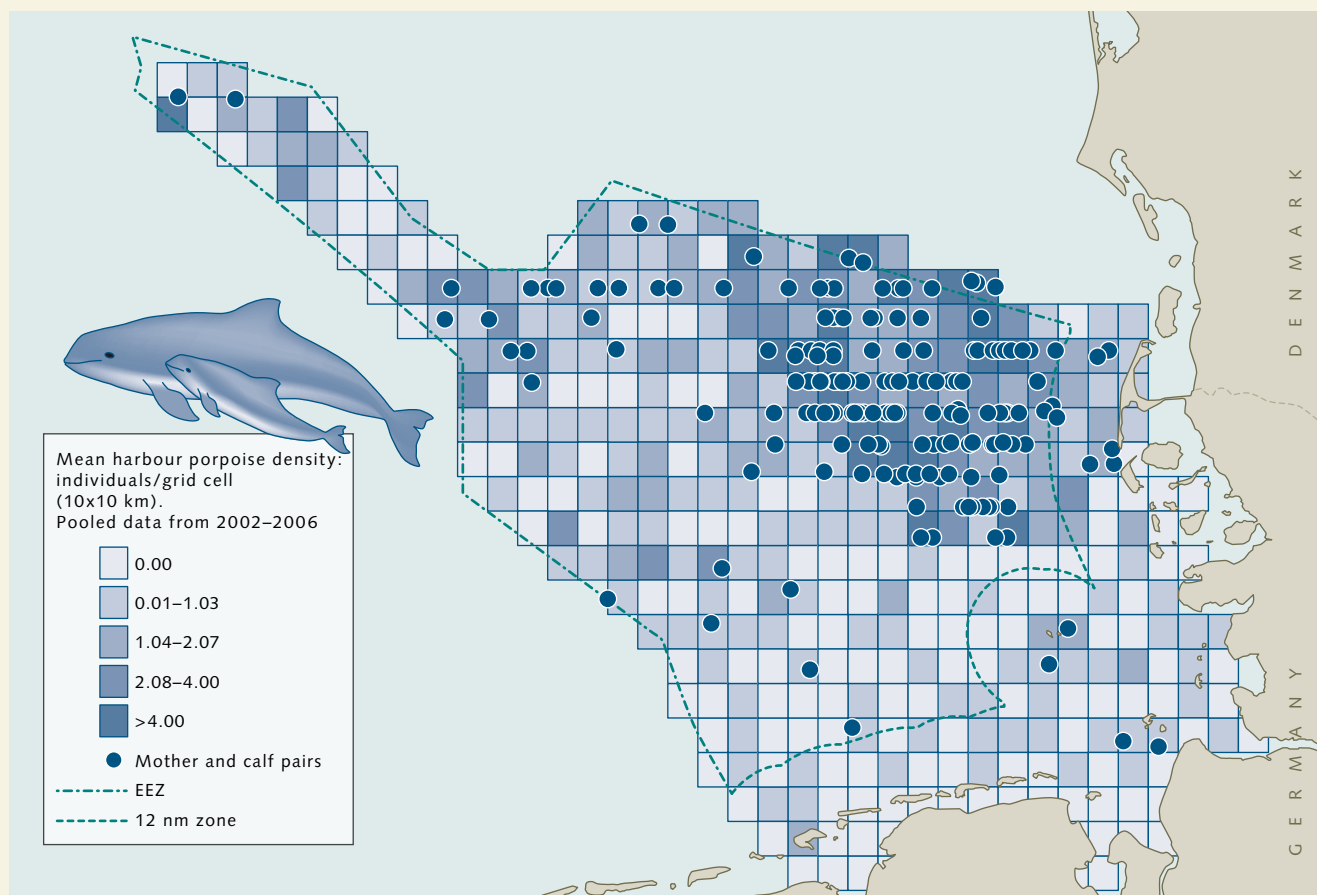 Mean harbour porpoise density:
individuals/grid cell
(10x10 km).
Pooled data from 2002–2006
0.00
0.01–1.03
1.04–2.07
2.08–4.00
>4.00
Mother and calf pairs
EEZ
12 nm zone
DENMARK
GERMANY